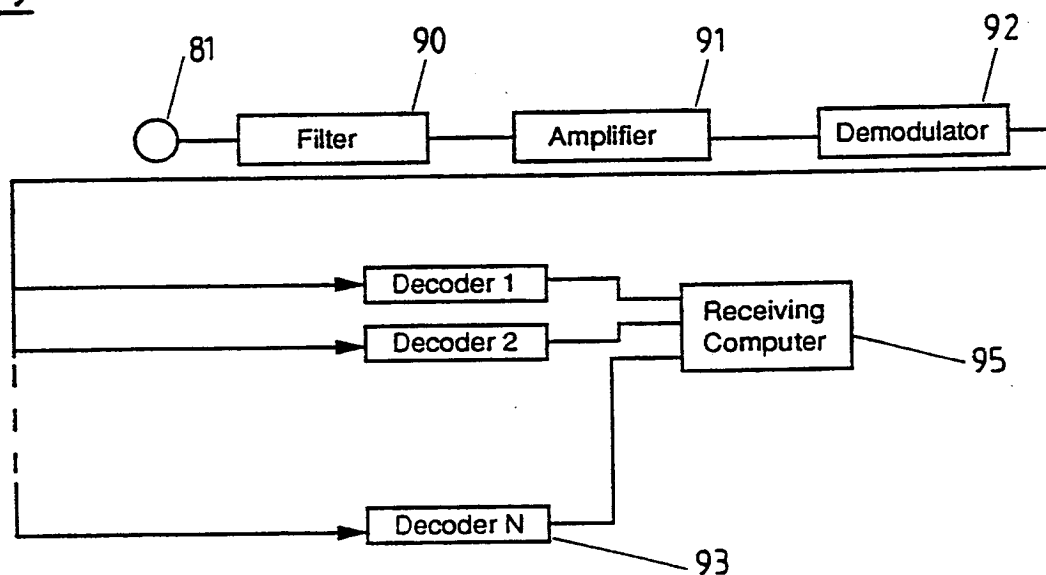 81
90
91
92
Filter
Amplifier
Demodulator
Decoder 1
Decoder 2
Receiving
Computer
95
Decoder N
93